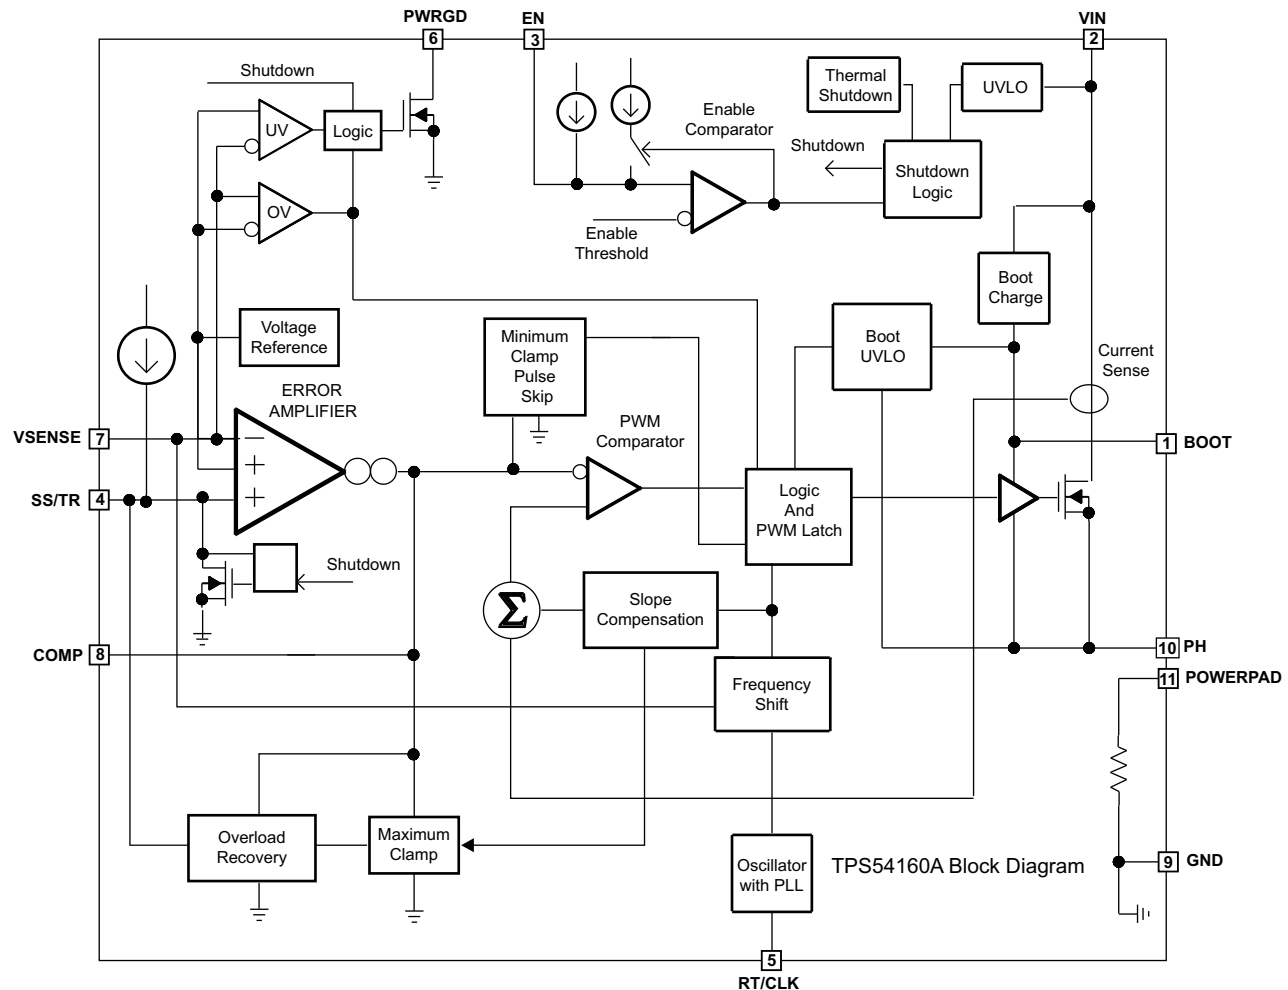 PWRGD
EN
VIN
6
3
2
Shutdown
Thermal
Shutdown
UVLO
UV
Logic
Enable
Comparator
Shutdown
Shutdown
Logic
OV
Enable
Threshold
Boot
Charge
Voltage
Reference
Minimum
Clamp
Pulse
Skip
Boot
UVLO
Current
Sense
ERROR
AMPLIFIER
PWM
Comparator
VSENSE
7
−
+
+
1
BOOT
SS/TR
4
Logic
And
PWM Latch
Shutdown
Σ
Slope
Compensation
COMP
8
10
PH
11
POWERPAD
Frequency
Shift
Overload
Recovery
Maximum
Clamp
Oscillator
with PLL
TPS54160A Block Diagram
9
GND
5
RT/CLK